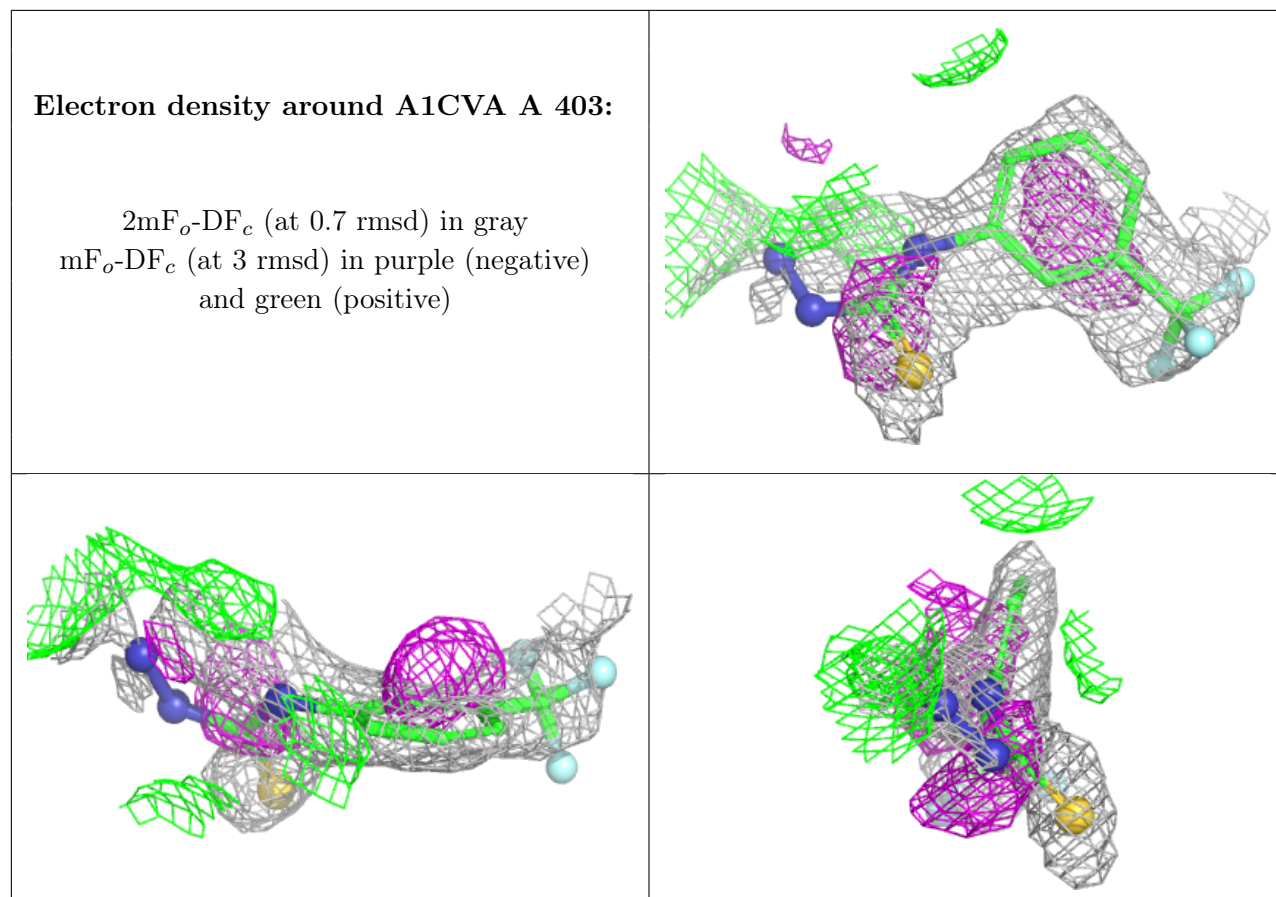 Electron density around A1CVA A 403:
2mFo-DFc (at 0.7 rmsd) in gray
mFo-DFc (at 3 rmsd) in purple (negative)
and green (positive)